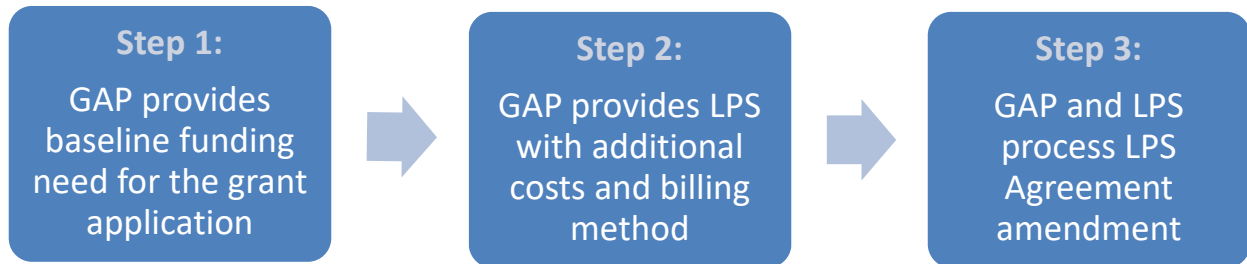 Step 1:
GAP provides
baseline funding
need for the grant
application
Step 2:
GAP provides LPS
with additional
costs and billing
method
Step 3:
GAP and LPS
process LPS
Agreement
amendment